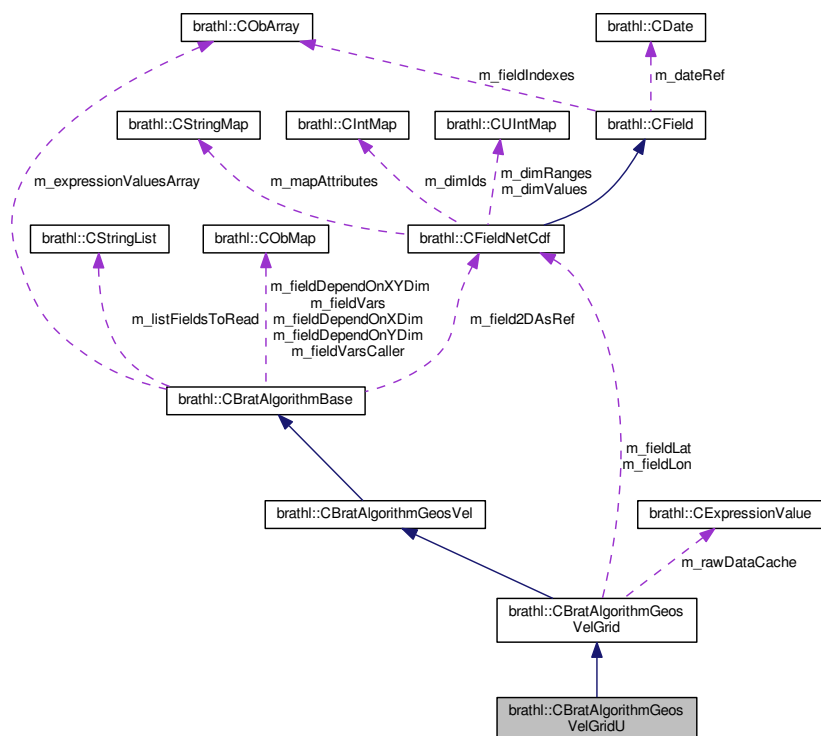 brathl::CObArray
brathl::CDate
m_fieldIndexes
m_dateRef
brathl::CStringMap
brathl::CIntMap
brathl::CUIntMap
brathl::CField
m_expressionValuesArray
m_mapAttributes
m_dimIds
m_dimRanges
m_dimValues
brathl::CStringList
brathl::CObMap
brathl::CFieldNetCdf
m_listFieldsToRead
m_fieldDependOnXYDim
m_fieldVars
m_fieldDependOnXDim
m_fieldDependOnYDim
m_fieldVarsCaller
m_field2DAsRef
brathl::CBratAlgorithmBase
m_fieldLat
m_fieldLon
brathl::CBratAlgorithmGeosVel
brathl::CExpressionValue
m_rawDataCache
brathl::CBratAlgorithmGeos
VelGrid
brathl::CBratAlgorithmGeos
VelGridU